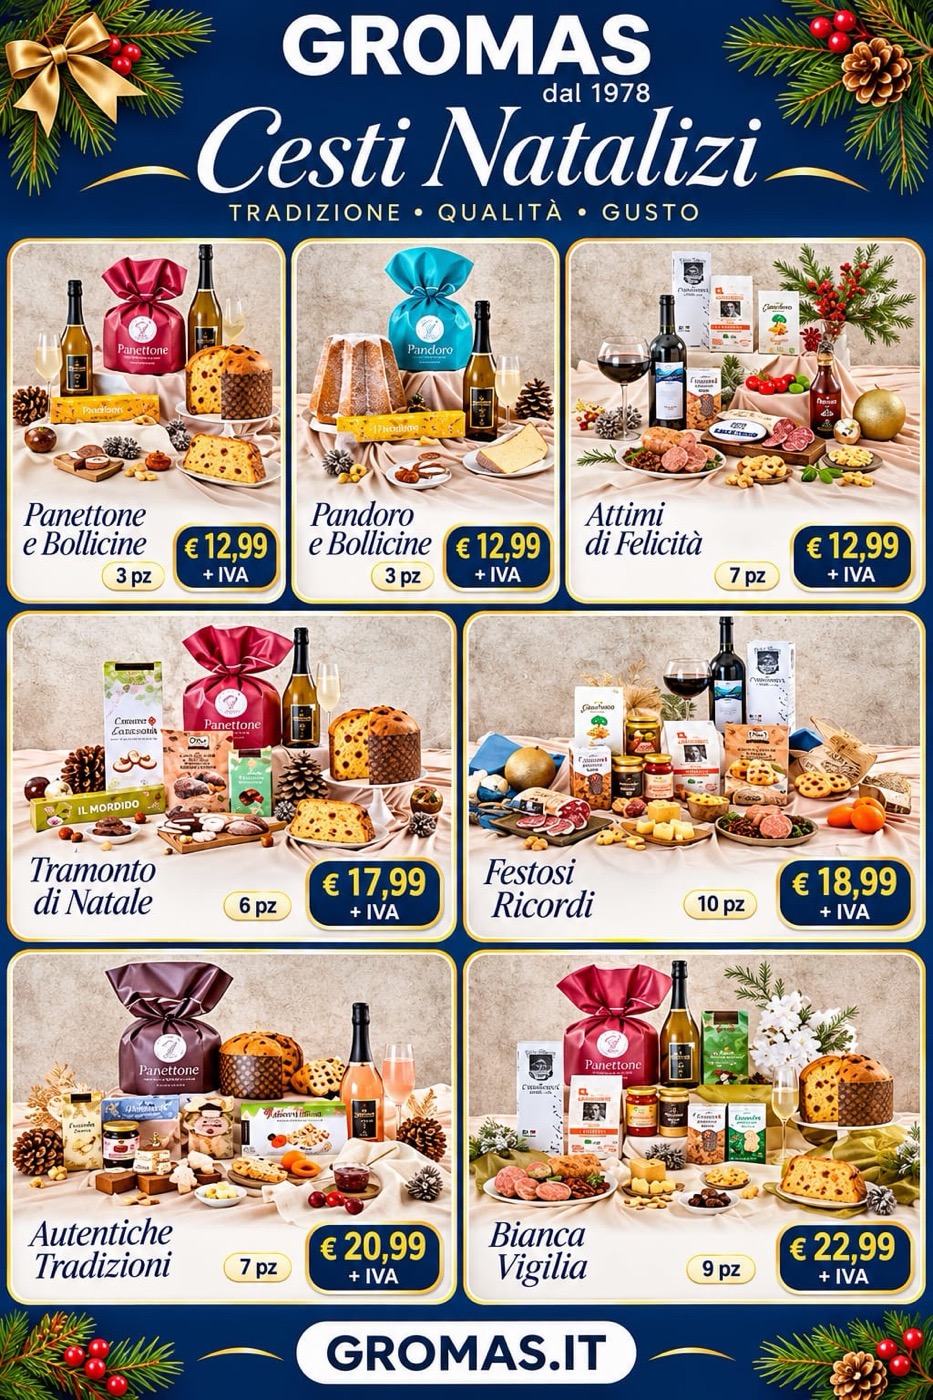 GROMAS
dal 1978
Cesti Natalizi
TRADIZIONE • QUALITÀ • GUSTO
Panettone
Pandoro
Panettone
e Bollicine
3 pz
€ 12,99
+ IVA
Pandoro
e Bollicine
3 pz
€ 12,99
+ IVA
Attimi
di Felicità
7 pz
€ 12,99
+ IVA
Panettone
IL MORDIDO
Tramonto
di Natale
6 pz
€ 17,99
+ IVA
Festosi
Ricordi
10 pz
€ 18,99
+ IVA
Panettone
Autentiche
Tradizioni
7 pz
€ 20,99
+ IVA
Panettone
Bianca
Vigilia
9 pz
€ 22,99
+ IVA
GROMAS.IT